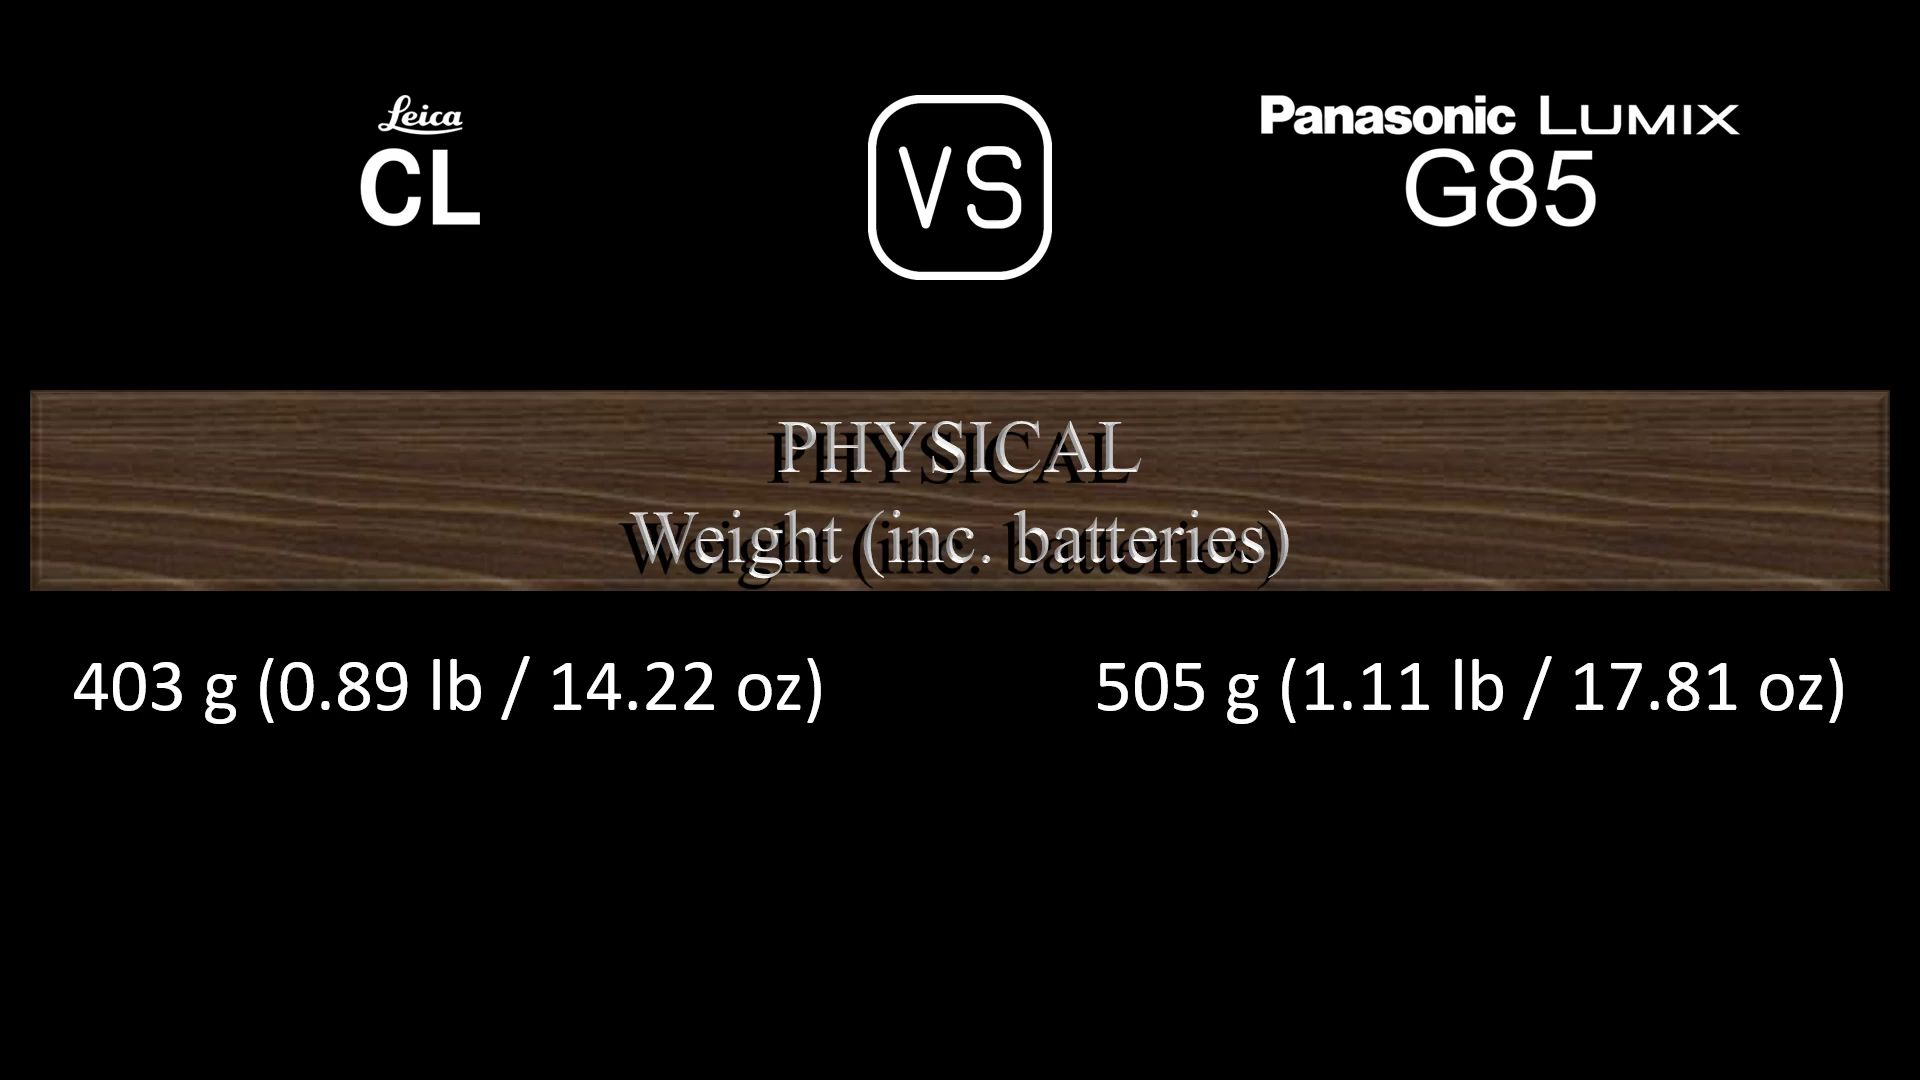 Leica
CL
VS
Panasonic LUMIX
G85
PHYSICAL
Weight (inc. batteries)
403 g (0.89 lb / 14.22 oz)
505 g (1.11 lb / 17.81 oz)